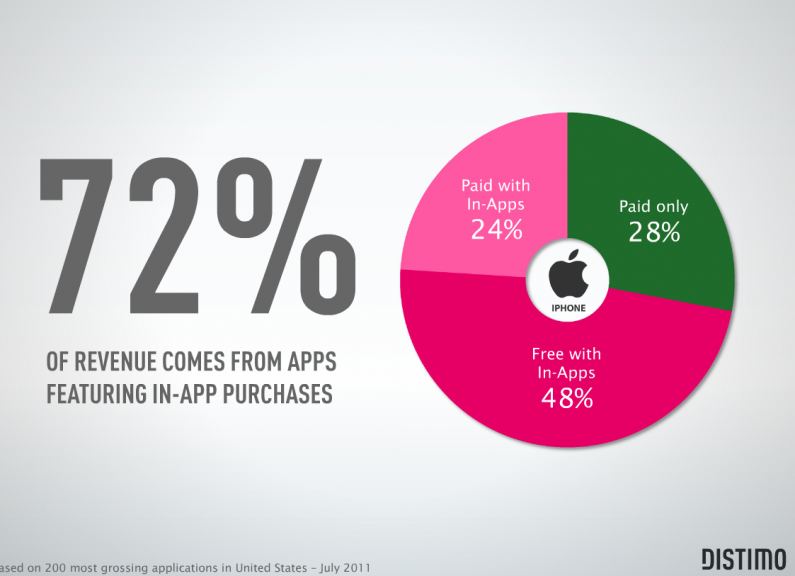 72%
OF REVENUE COMES FROM APPS
FEATURING IN-APP PURCHASES
Paid with
In-Apps
24%
Paid only
28%
IPHONE
Free with
In-Apps
48%
ased on 200 most grossing applications in United States – July 2011
DISTIMO